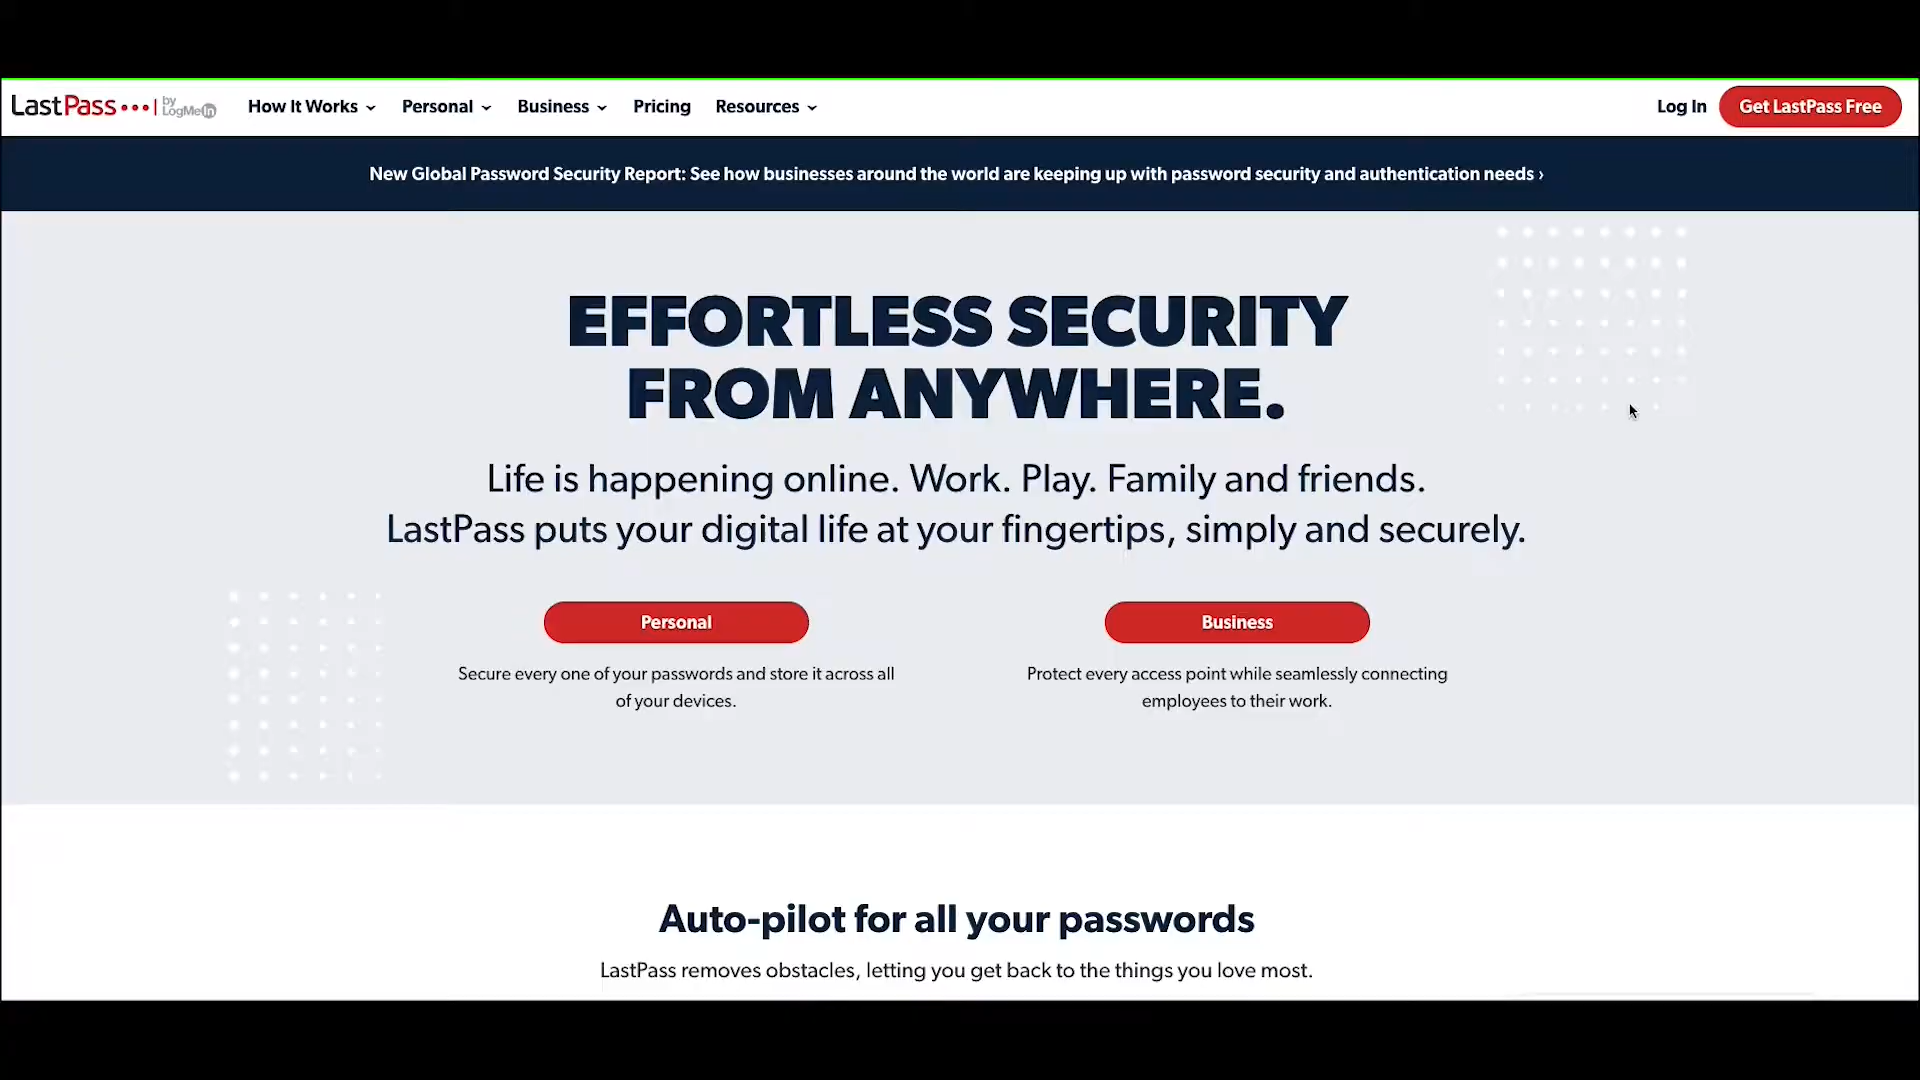 LastPass by LogMeIn How It Works Personal Business Pricing Resources Log In Get LastPass Free
New Global Password Security Report: See how businesses around the world are keeping up with password security and authentication needs ›
EFFORTLESS SECURITY
FROM ANYWHERE.
Life is happening online. Work. Play. Family and friends.
LastPass puts your digital life at your fingertips, simply and securely.
Personal
Secure every one of your passwords and store it across all
of your devices.
Business
Protect every access point while seamlessly connecting
employees to their work.
Auto-pilot for all your passwords
LastPass removes obstacles, letting you get back to the things you love most.